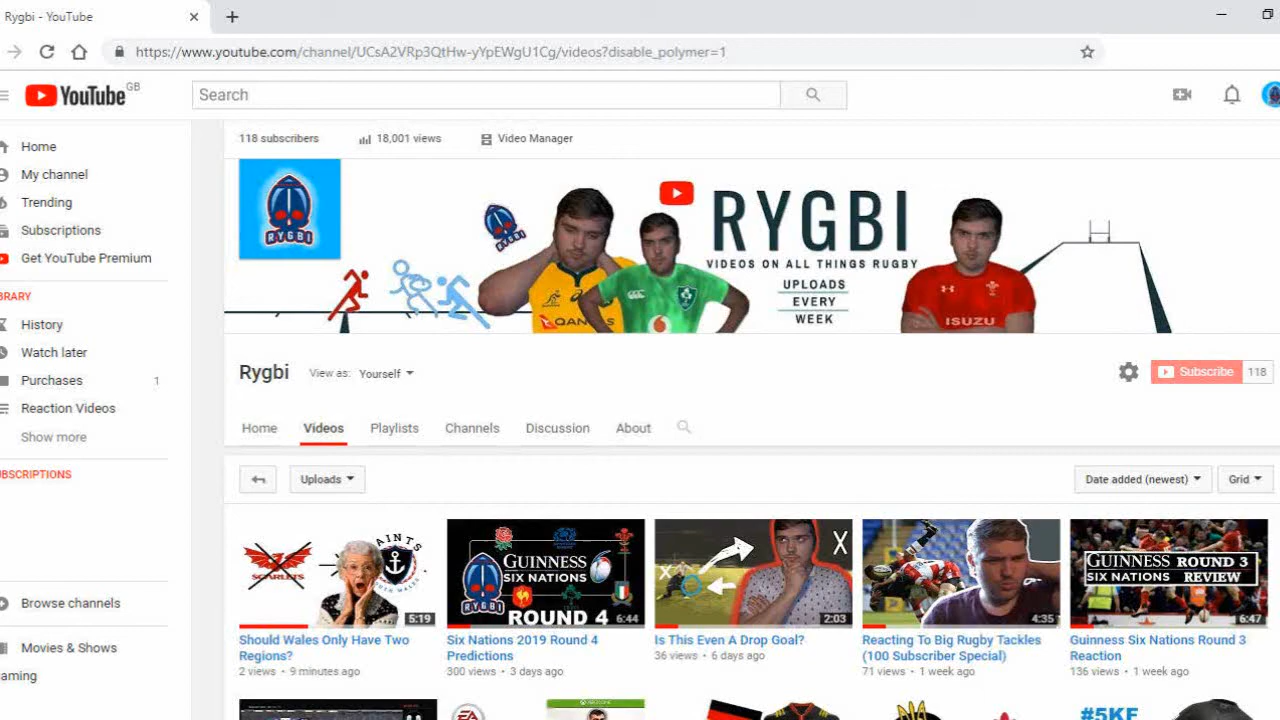 Rygbi - YouTube
https://www.youtube.com/channel/UCsA2VRp3QtHw-yYpEWgU1Cg/videos?disable_polymer=1
YouTube GB
Search
118 subscribers
18,001 views
Video Manager
Home
My channel
Trending
Subscriptions
Get YouTube Premium
IBRARY
History
Watch later
Purchases 1
Reaction Videos
Show more
UBSCRIPTIONS
Browse channels
Movies & Shows
aming
RYGBI
RYGBI
QANTAS
RYGBI
VIDEOS ON ALL THINGS RUGBY
UPLOADS
EVERY
WEEK
ISUZU
Rygbi
View as: Yourself
Subscribe 118
Home Videos Playlists Channels Discussion About
Uploads
Date added (newest)
Grid
SCARLETS
SAINTS
5:19
Should Wales Only Have Two
Regions?
2 views • 9 minutes ago
GUINNESS
SIX NATIONS
RYGBI
ROUND 4
6:44
Six Nations 2019 Round 4
Predictions
300 views • 3 days ago
X
X
2:03
Is This Even A Drop Goal?
36 views • 6 days ago
4:35
Reacting To Big Rugby Tackles
(100 Subscriber Special)
71 views • 1 week ago
GUINNESS ROUND 3
SIX NATIONS REVIEW
6:47
Guinness Six Nations Round 3
Reaction
136 views • 1 week ago
EA
#5KF